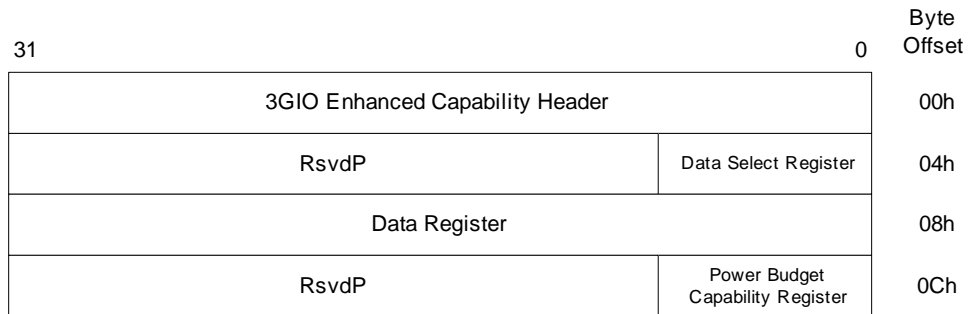 Byte
31 0 Offset
3GIO Enhanced Capability Header 00h
RsvdP Data Select Register 04h
Data Register 08h
RsvdP Power Budget
Capability Register 0Ch